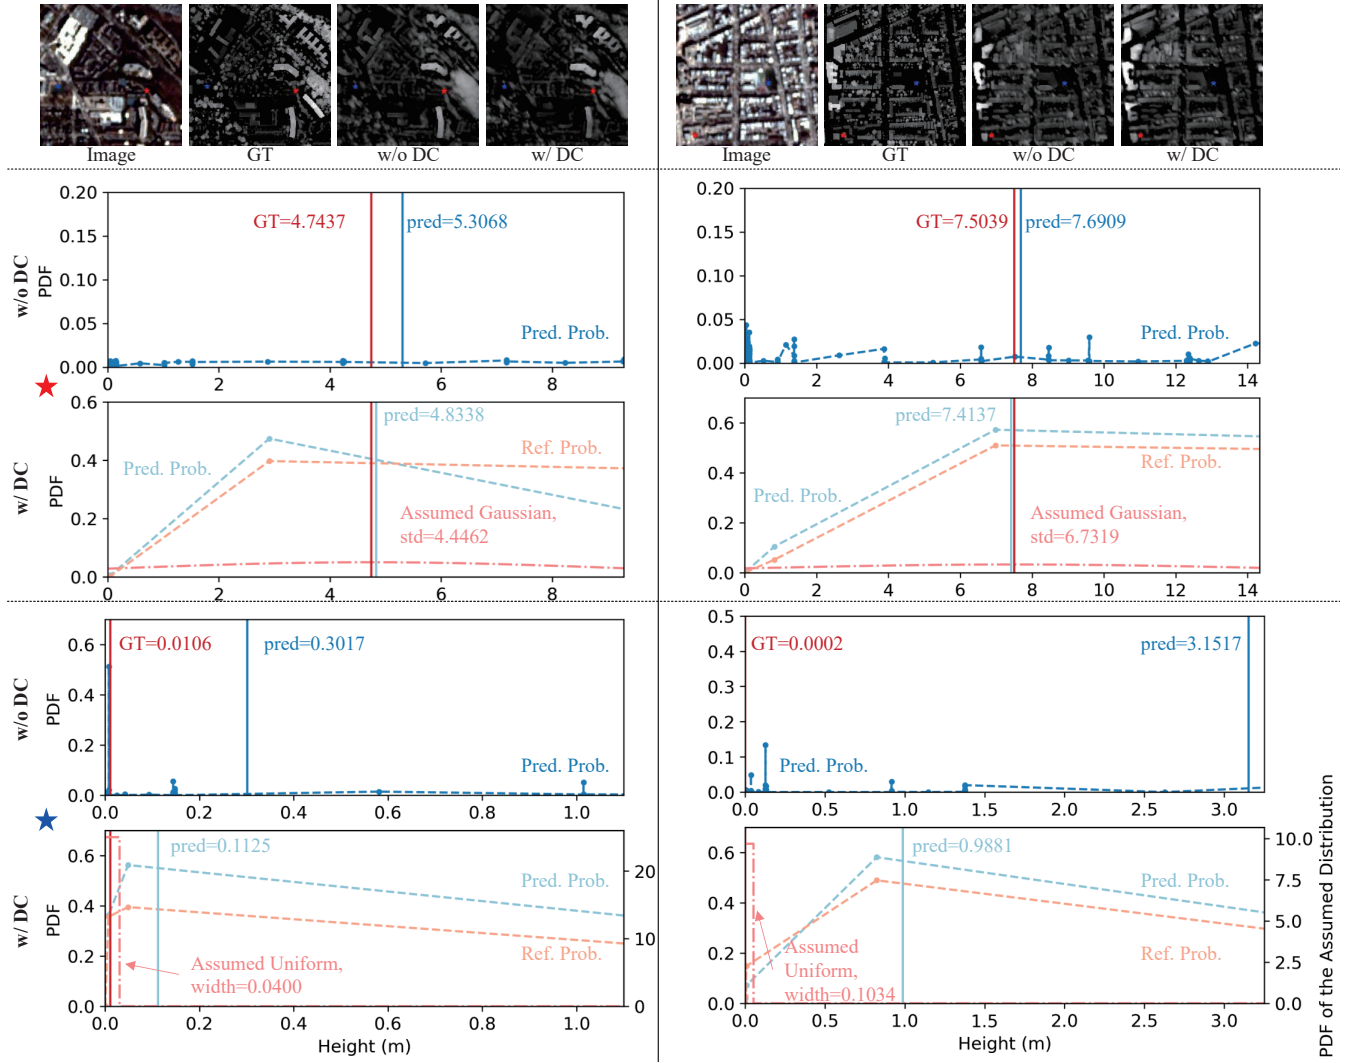 Image
GT
w/o DC
w/ DC
Image
GT
w/o DC
w/ DC
w/o DC
PDF
0.20
0.15
0.10
0.05
0.00
GT=4.7437
pred=5.3068
Pred. Prob.
0 2 4 6 8
0.20
0.15
0.10
0.05
0.00
GT=7.5039
pred=7.6909
Pred. Prob.
0 2 4 6 8 10 12 14
w/ DC
PDF
0.6
0.4
0.2
0.0
pred=4.8338
Pred. Prob.
Ref. Prob.
Assumed Gaussian,
std=4.4462
0 2 4 6 8
0.6
0.4
0.2
0.0
pred=7.4137
Ref. Prob.
Pred. Prob.
Assumed Gaussian,
std=6.7319
0 2 4 6 8 10 12 14
w/o DC
PDF
0.6
0.4
0.2
0.0
GT=0.0106
pred=0.3017
Pred. Prob.
0.0 0.2 0.4 0.6 0.8 1.0
0.5
0.4
0.3
0.2
0.1
0.0
GT=0.0002
pred=3.1517
Pred. Prob.
0.0 0.5 1.0 1.5 2.0 2.5 3.0
w/ DC
PDF
0.6
0.4
0.2
0.0
pred=0.1125
Pred. Prob.
Ref. Prob.
Assumed Uniform,
width=0.0400
20
10
0
0.0 0.2 0.4 0.6 0.8 1.0
Height (m)
0.6
0.4
0.2
0.0
pred=0.9881
Pred. Prob.
Ref. Prob.
Assumed
Uniform,
width=0.1034
10.0
7.5
5.0
2.5
0.0
0.0 0.5 1.0 1.5 2.0 2.5 3.0
Height (m)
PDF of the Assumed Distribution